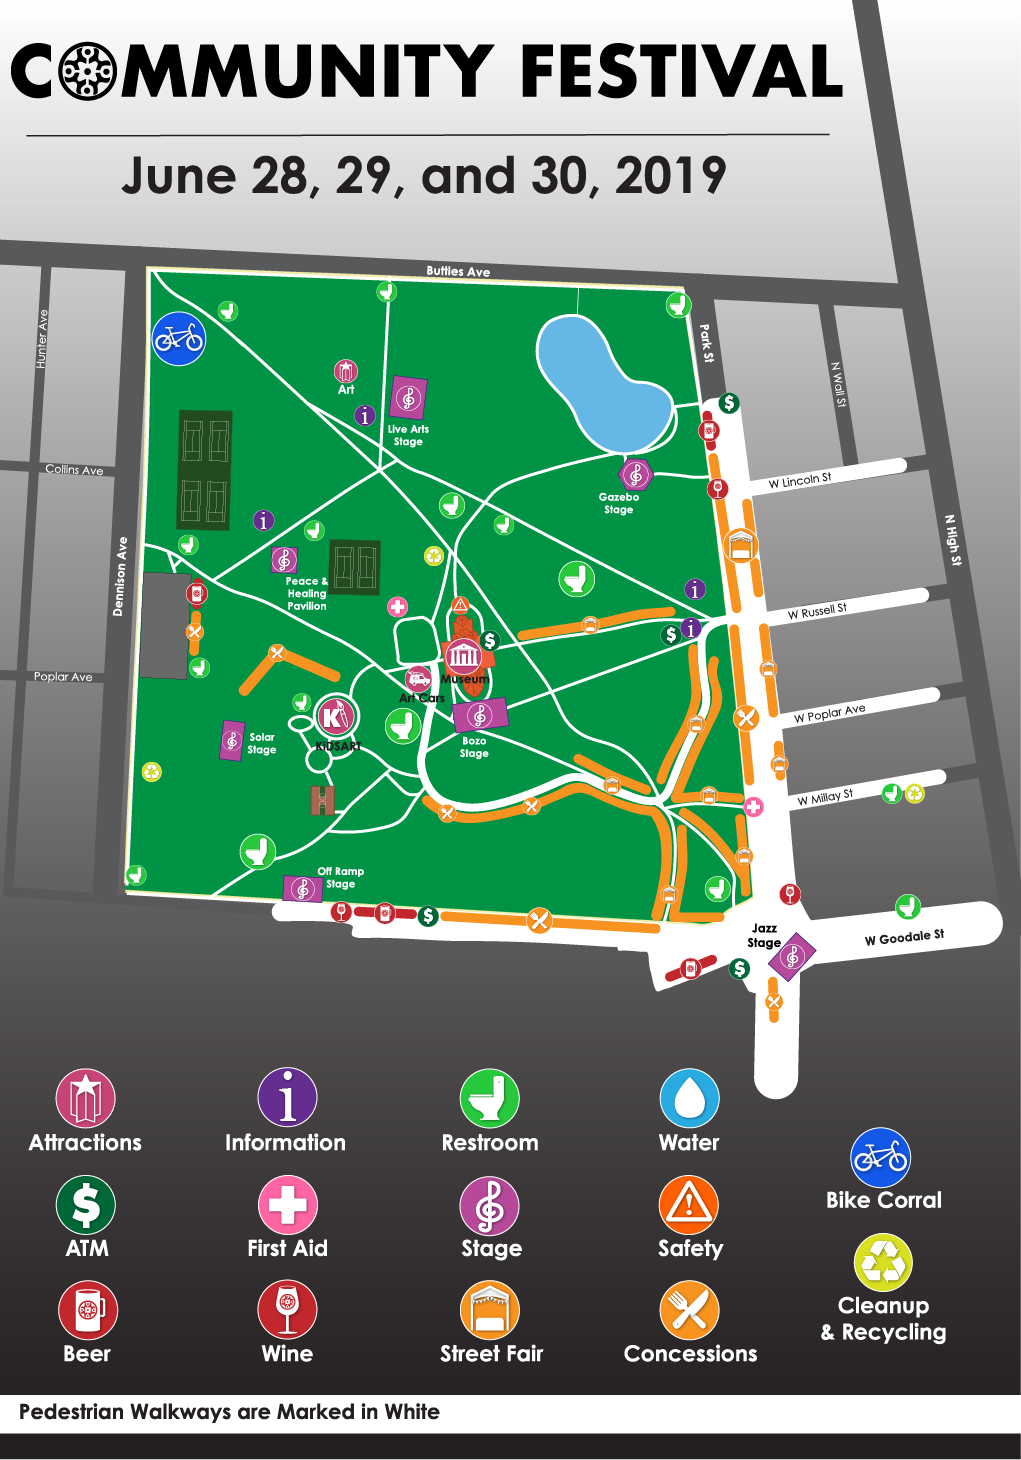 COMMUNITY FESTIVAL
June 28, 29, and 30, 2019
Buttles Ave
Hunter Ave
Park St
N Wall St
Art
Live Arts
Stage
Collins Ave
W Lincoln St
Gazebo
Stage
N High St
Dennison Ave
Peace &
Healing
Pavilion
W Russell St
Poplar Ave
Museum
Art Cars
W Poplar Ave
Solar
Stage
K
KIDSART
Bozo
Stage
W Millay St
Off Ramp
Stage
Jazz
Stage
W Goodale St
Attractions
Information
Restroom
Water
Bike Corral
ATM
First Aid
Stage
Safety
Cleanup
& Recycling
Beer
Wine
Street Fair
Concessions
Pedestrian Walkways are Marked in White